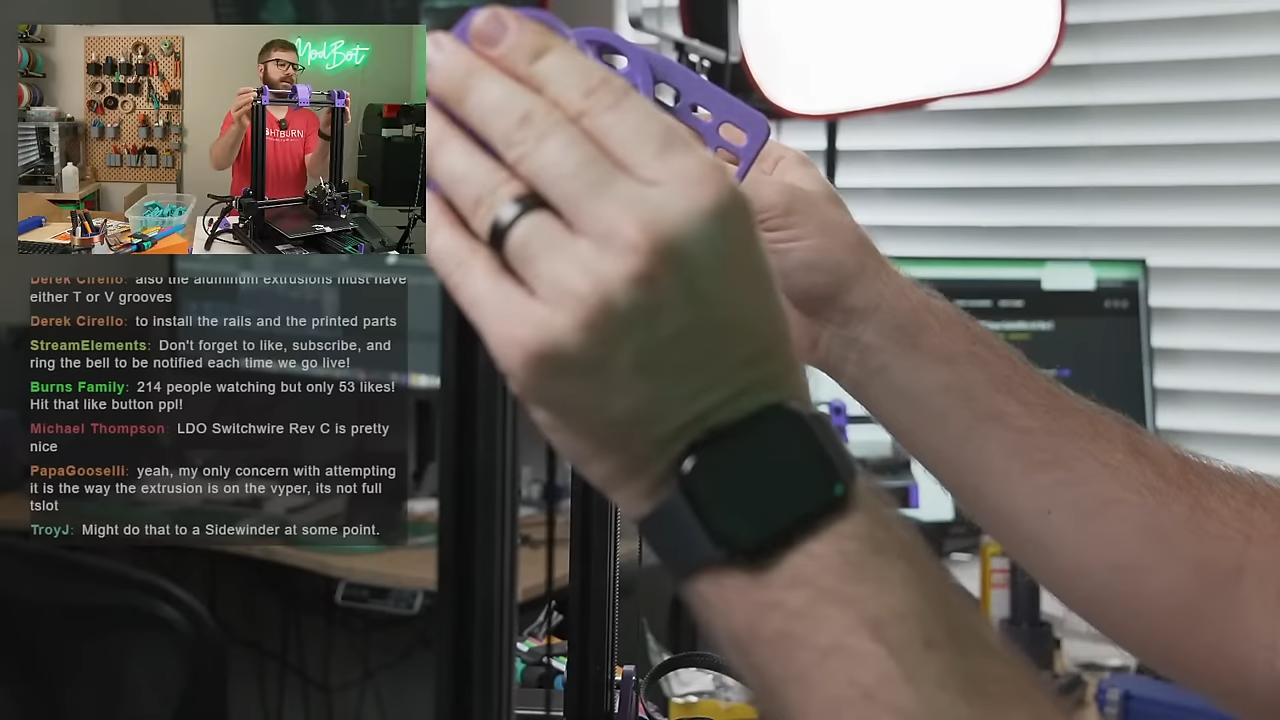 ModBot
Derek Cirello: also the aluminum extrusions must have
either T or V grooves
Derek Cirello: to install the rails and the printed parts
StreamElements: Don't forget to like, subscribe, and
ring the bell to be notified each time we go live!
Burns Family: 214 people watching but only 53 likes!
Hit that like button ppl!
Michael Thompson: LDO Switchwire Rev C is pretty
nice
PapaGooselli: yeah, my only concern with attempting
it is the way the extrusion is on the vyper, its not full
tslot
TroyJ: Might do that to a Sidewinder at some point.